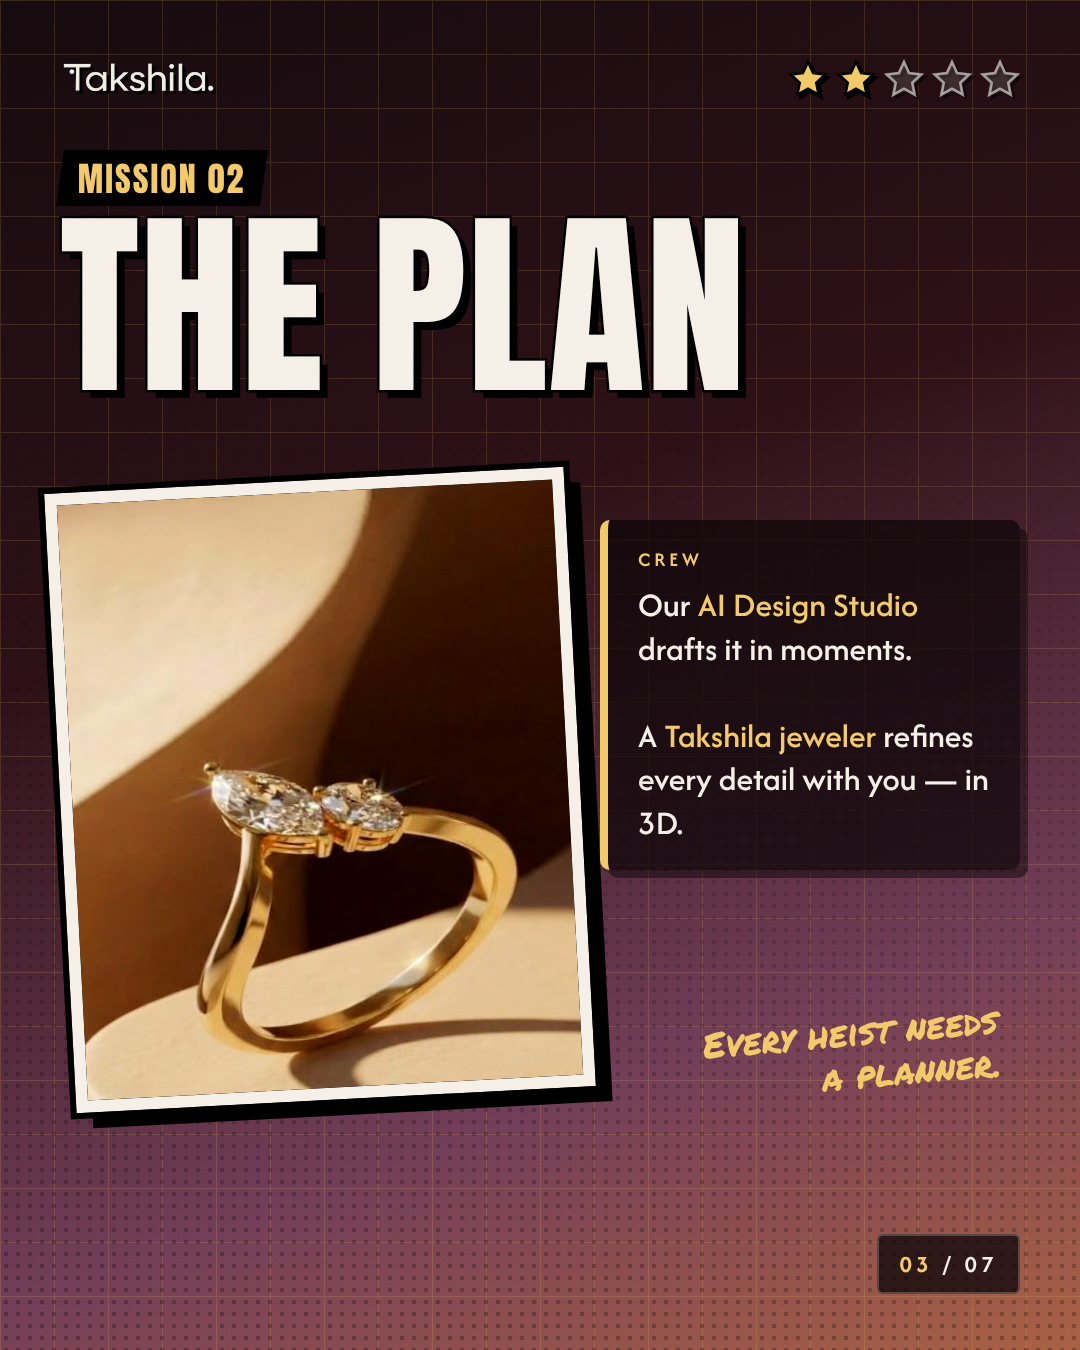 Takshila.
MISSION 02
THE PLAN
CREW
Our AI Design Studio
drafts it in moments.
A Takshila jeweler refines
every detail with you — in
3D.
EVERY HEIST NEEDS
A PLANNER.
03 / 07